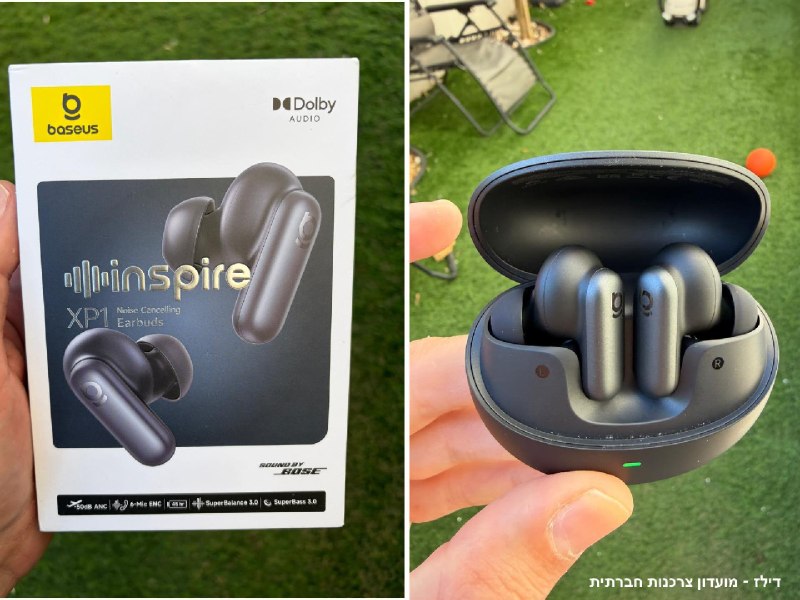 baseus
Dolby
AUDIO
inspire
XP1 Noise Cancelling
Earbuds
SOUND BY
BOSE
-50dB ANC
6-Mic ENC
SuperBalance 3.0
SuperBass 3.0
L
R
דילז - מועדון צרכנות חברתית